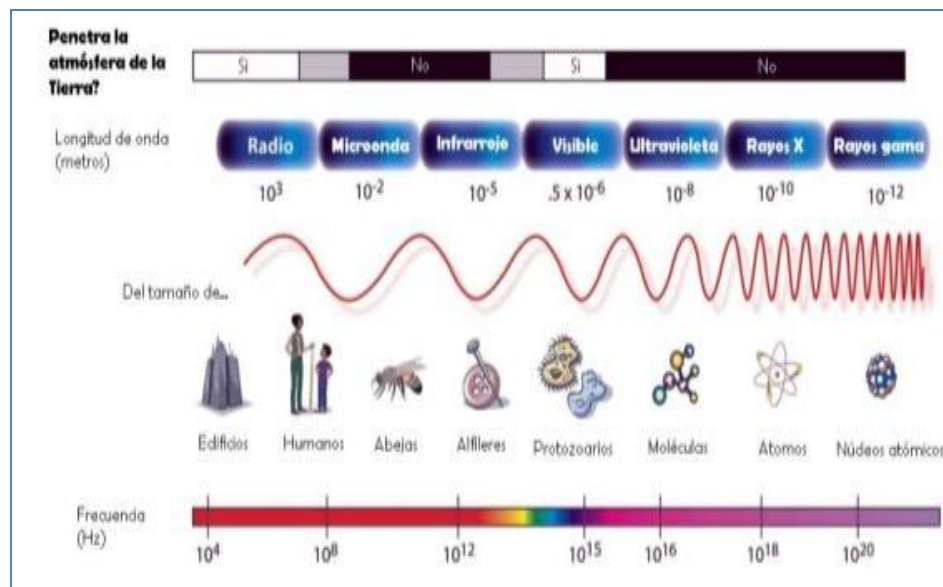 Penetra la
atmósfera de la
Tierra?
Si No Si No
Longitud de onda
(metros)
Radio Microonda Infrarrojo Visible Ultravioleta Rayos X Rayos gama
10³ 10⁻² 10⁻⁵ .5 x 10⁻⁶ 10⁻⁸ 10⁻¹⁰ 10⁻¹²
Del tamaño de...
Edificios Humanos Abejas Alfileres Protozoarios Moléculas Atomos Núcleos atómicos
Frecuencia
(Hz)
10⁴ 10⁸ 10¹² 10¹⁵ 10¹⁶ 10¹⁸ 10²⁰